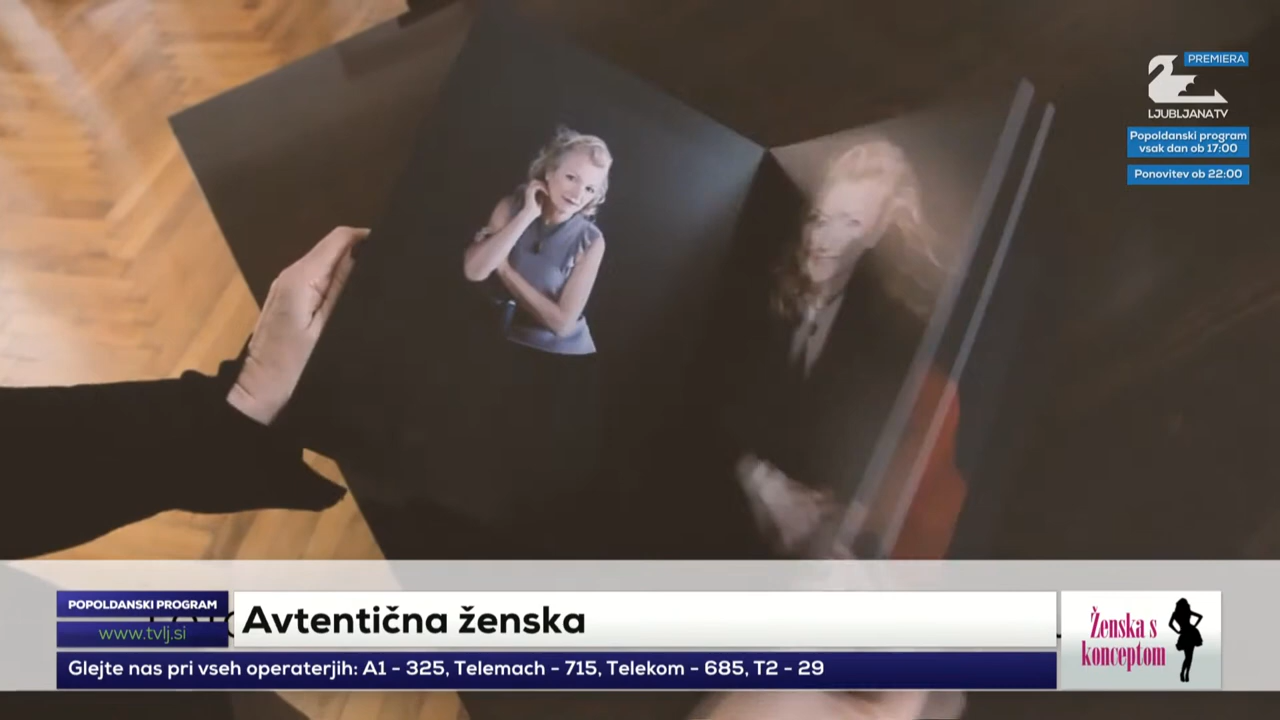 PREMIERA
LJUBLJANATV
Popoldanski program
vsak dan ob 17:00
Ponovitev ob 22:00
POPOLDANSKI PROGRAM
Avtentična ženska
www.tvlj.si
Ženska s
konceptom
Glejte nas pri vseh operaterjih: A1 - 325, Telemach - 715, Telekom - 685, T2 - 29